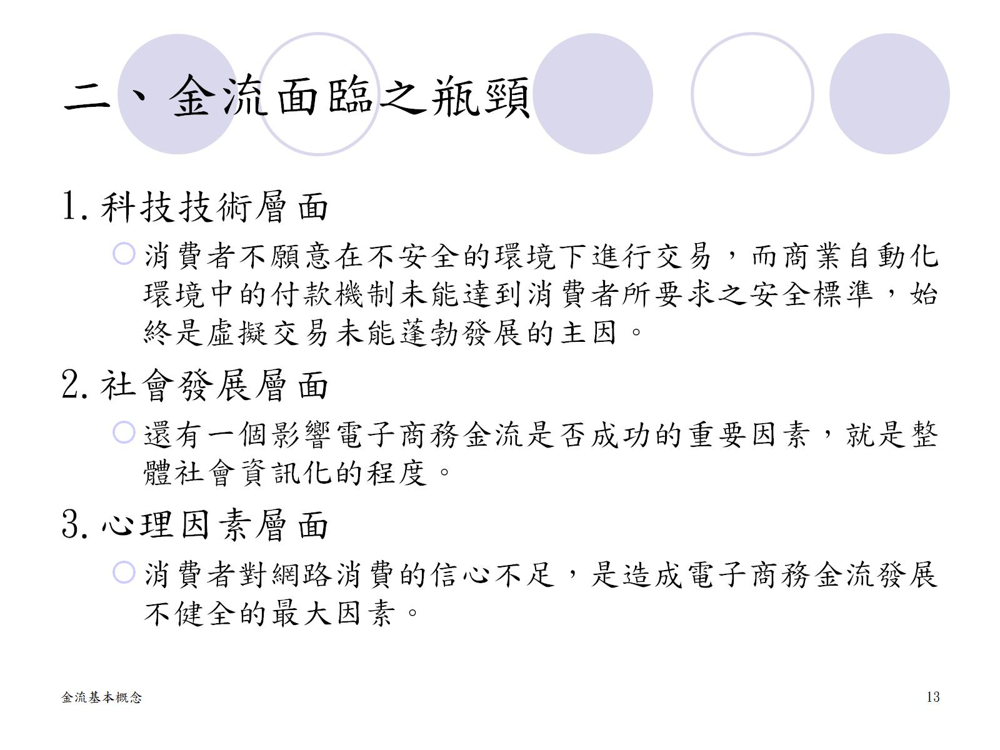 二、金流面臨之瓶頸
1. 科技技術層面
消費者不願意在不安全的環境下進行交易，而商業自動化
環境中的付款機制未能達到消費者所要求之安全標準，始
終是虛擬交易未能蓬勃發展的主因。
2. 社會發展層面
還有一個影響電子商務金流是否成功的重要因素，就是整
體社會資訊化的程度。
3. 心理因素層面
消費者對網路消費的信心不足，是造成電子商務金流發展
不健全的最大因素。
金流基本概念
13